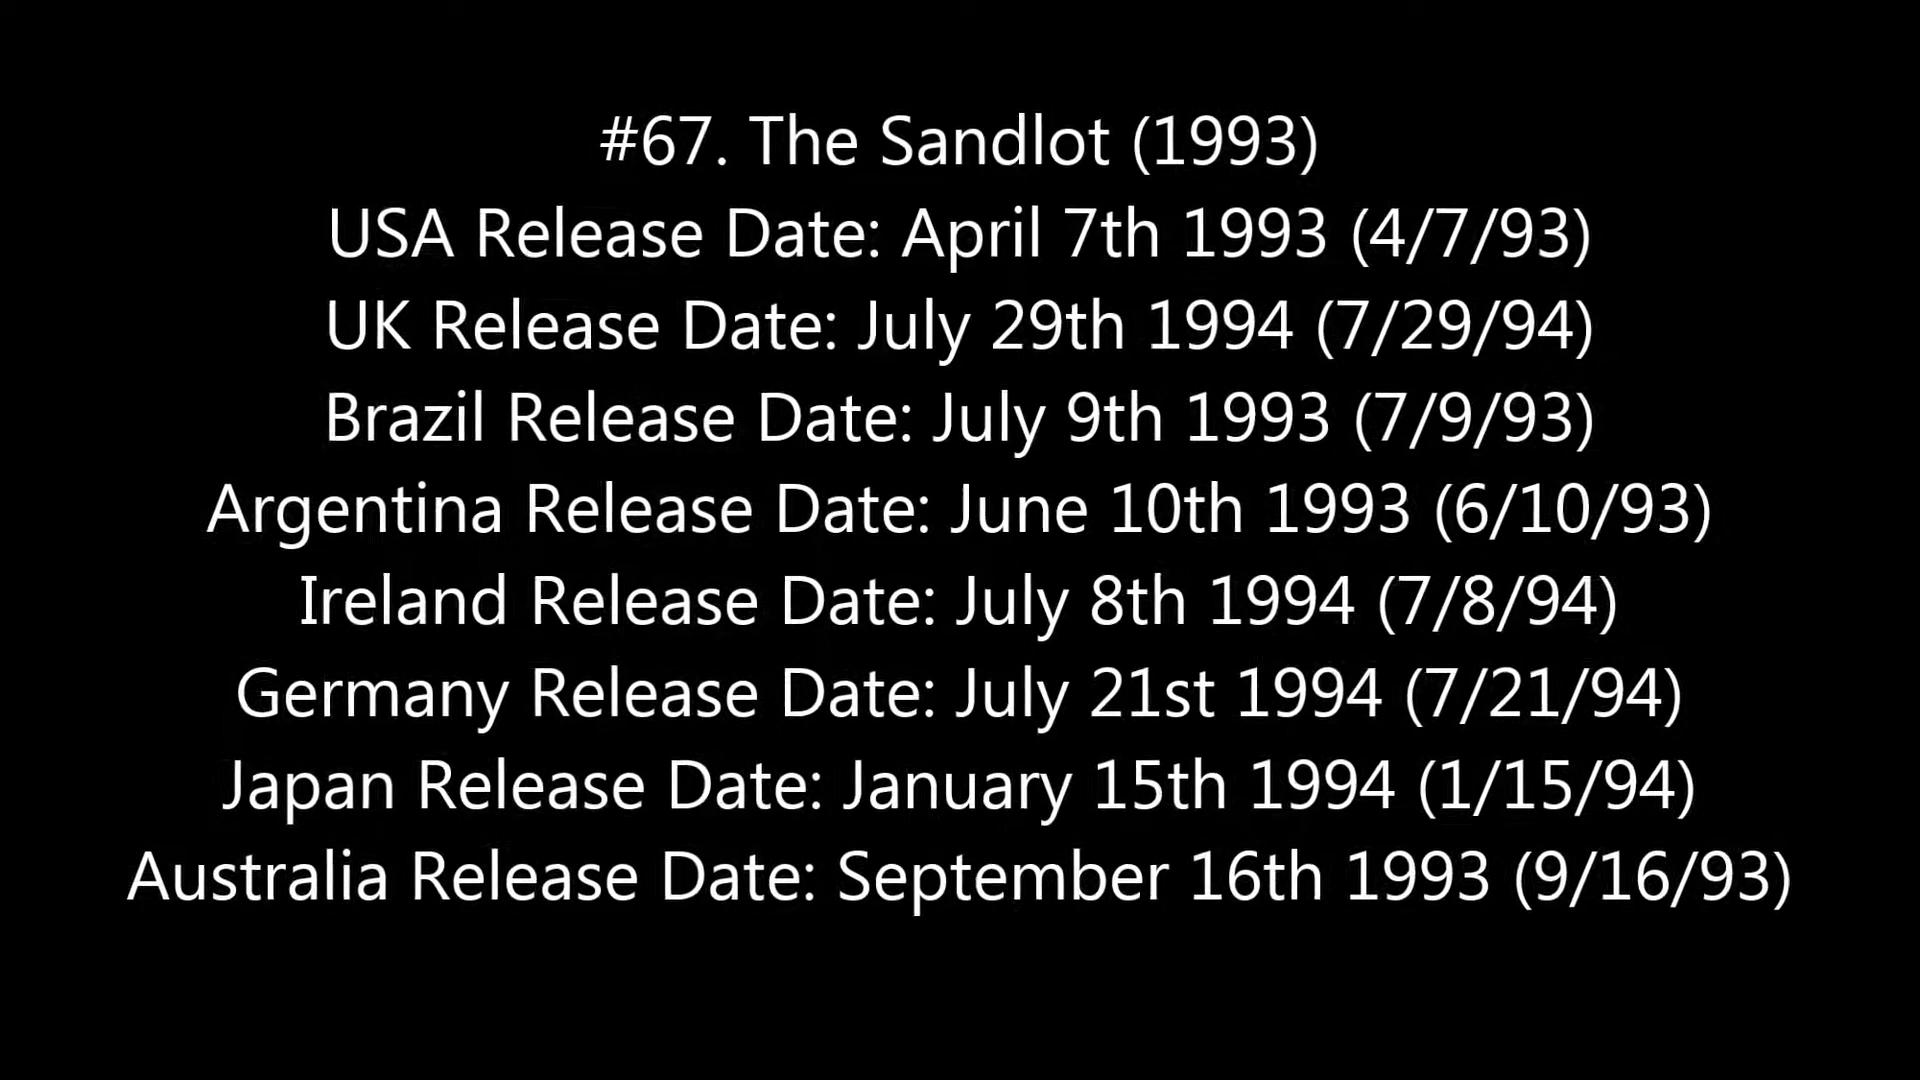 #67. The Sandlot (1993)
USA Release Date: April 7th 1993 (4/7/93)
UK Release Date: July 29th 1994 (7/29/94)
Brazil Release Date: July 9th 1993 (7/9/93)
Argentina Release Date: June 10th 1993 (6/10/93)
Ireland Release Date: July 8th 1994 (7/8/94)
Germany Release Date: July 21st 1994 (7/21/94)
Japan Release Date: January 15th 1994 (1/15/94)
Australia Release Date: September 16th 1993 (9/16/93)